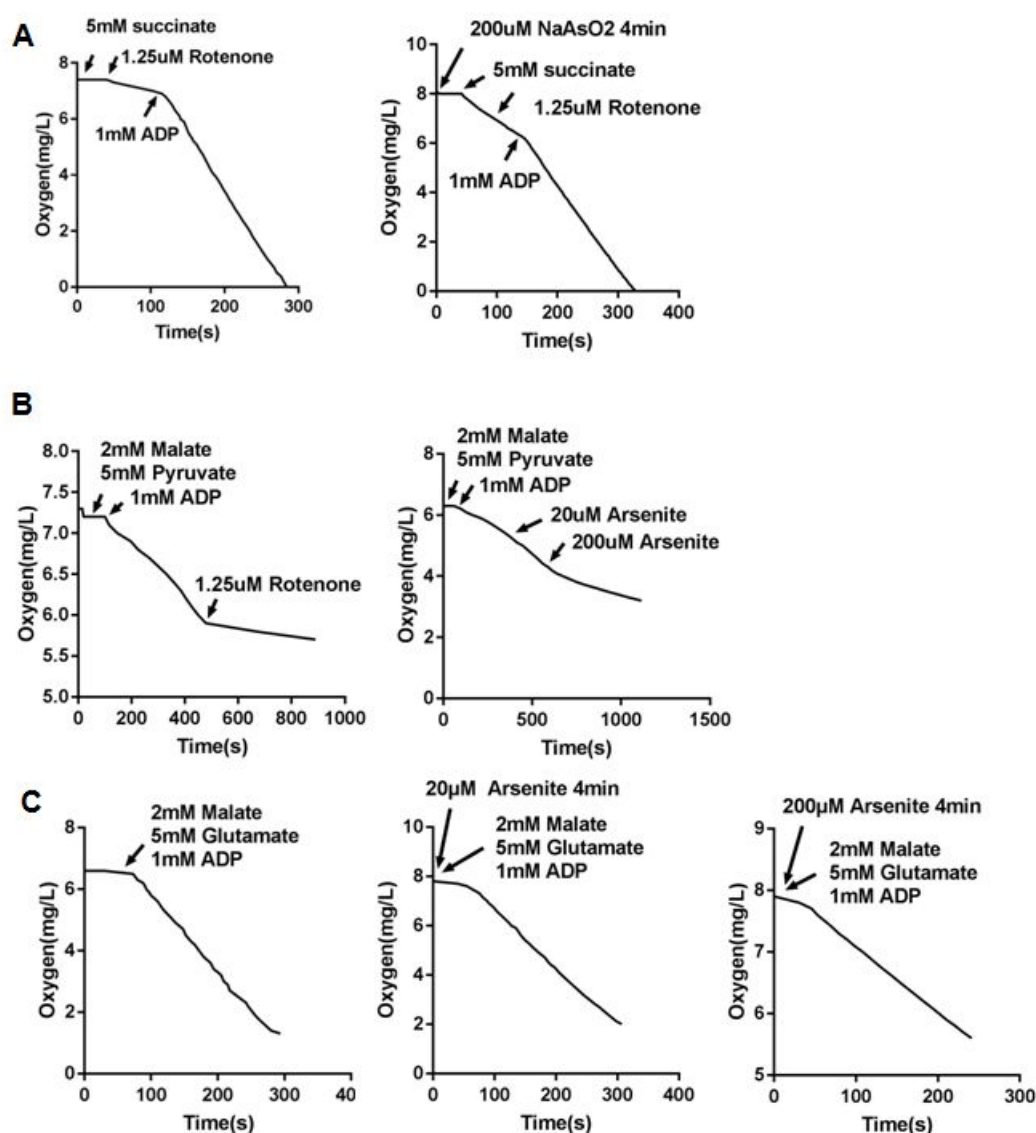 A
5mM succinate
1.25uM Rotenone
1mM ADP
Oxygen(mg/L)
8
6
4
2
0
0 100 200 300
Time(s)
200uM NaAsO2 4min
5mM succinate
1.25uM Rotenone
1mM ADP
Oxygen(mg/L)
10
8
6
4
2
0
0 100 200 300 400
Time(s)
B
2mM Malate
5mM Pyruvate
1mM ADP
1.25uM Rotenone
Oxygen(mg/L)
8.0
7.5
7.0
6.5
6.0
5.5
5.0
0 200 400 600 800 1000
Time(s)
2mM Malate
5mM Pyruvate
1mM ADP
20uM Arsenite
200uM Arsenite
Oxygen(mg/L)
8
6
4
2
0
0 500 1000 1500
Time(s)
C
2mM Malate
5mM Glutamate
1mM ADP
Oxygen(mg/L)
8
6
4
2
0
0 100 200 300 40
Time(s)
20µM Arsenite 4min
2mM Malate
5mM Glutamate
1mM ADP
Oxygen(mg/L)
10
8
6
4
2
0
0 100 200 300 400
Time(s)
200µM Arsenite 4min
2mM Malate
5mM Glutamate
1mM ADP
Oxygen(mg/L)
9
8
7
6
5
0 100 200 300
Time(s)